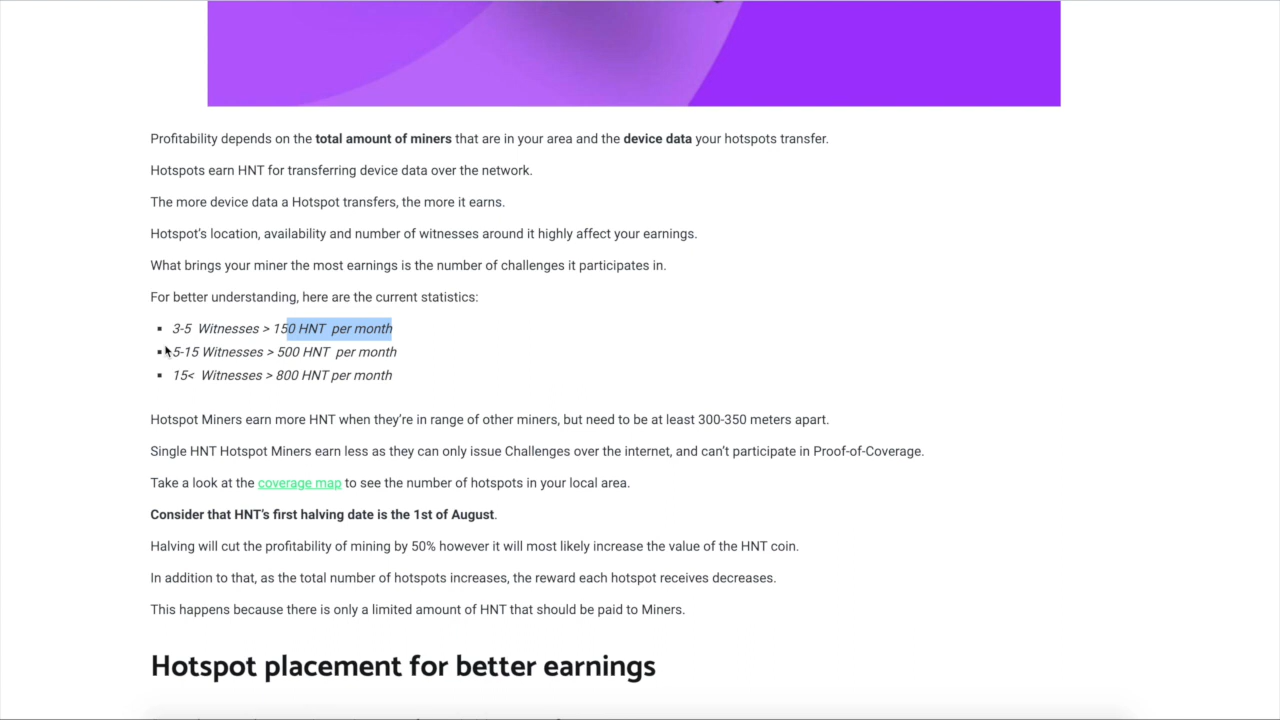 Profitability depends on the total amount of miners that are in your area and the device data your hotspots transfer.
Hotspots earn HNT for transferring device data over the network.
The more device data a Hotspot transfers, the more it earns.
Hotspot’s location, availability and number of witnesses around it highly affect your earnings.
What brings your miner the most earnings is the number of challenges it participates in.
For better understanding, here are the current statistics:
▪ 3-5 Witnesses > 150 HNT per month
▪ 5-15 Witnesses > 500 HNT per month
▪ 15< Witnesses > 800 HNT per month
Hotspot Miners earn more HNT when they’re in range of other miners, but need to be at least 300-350 meters apart.
Single HNT Hotspot Miners earn less as they can only issue Challenges over the internet, and can’t participate in Proof-of-Coverage.
Take a look at the coverage map to see the number of hotspots in your local area.
Consider that HNT’s first halving date is the 1st of August.
Halving will cut the profitability of mining by 50% however it will most likely increase the value of the HNT coin.
In addition to that, as the total number of hotspots increases, the reward each hotspot receives decreases.
This happens because there is only a limited amount of HNT that should be paid to Miners.
Hotspot placement for better earnings